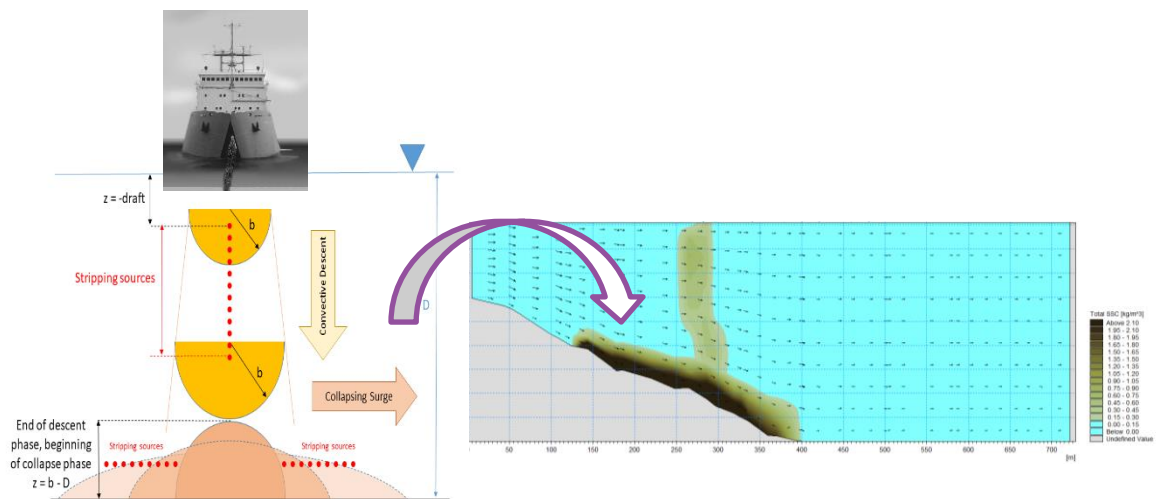 z = -draft
b
Stripping sources
Convective Descent
D
b
Collapsing Surge
End of descent
phase, beginning
of collapse phase
z = b - D
Stripping sources
Stripping sources
50
100
150
200
250
300
350
400
450
500
550
600
650
700
[m]
Total SSC [kg/m^3]
Above 2.10
1.95 - 2.10
1.80 - 1.95
1.65 - 1.80
1.50 - 1.65
1.35 - 1.50
1.20 - 1.35
1.05 - 1.20
0.90 - 1.05
0.75 - 0.90
0.60 - 0.75
0.45 - 0.60
0.30 - 0.45
0.15 - 0.30
0.00 - 0.15
Below 0.00
Undefined Value